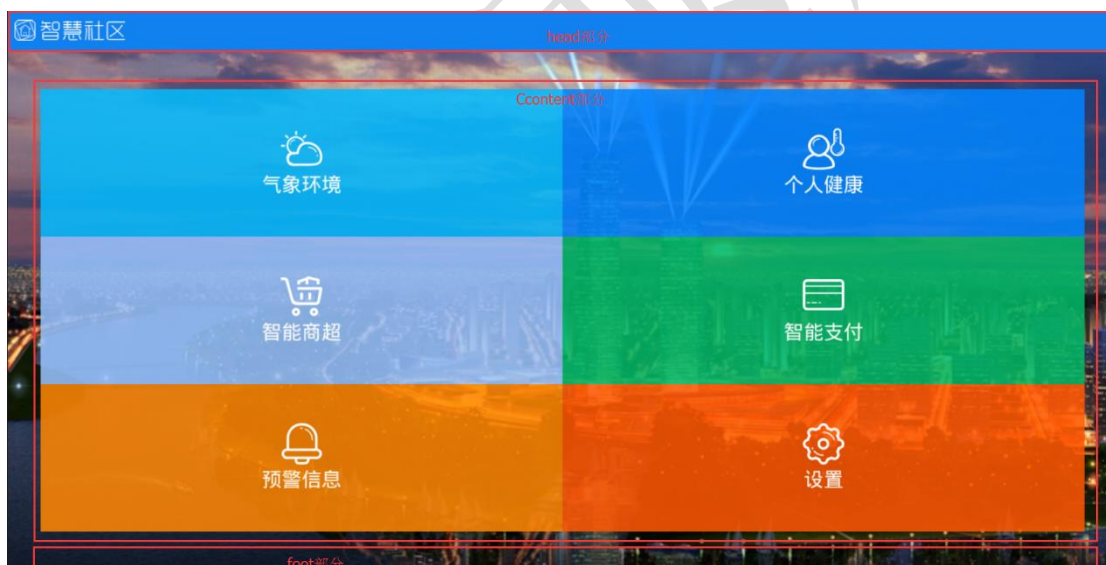 智慧社区
head部分
Ccontent部分
气象环境
个人健康
智能商超
智能支付
预警信息
设置
foot部分